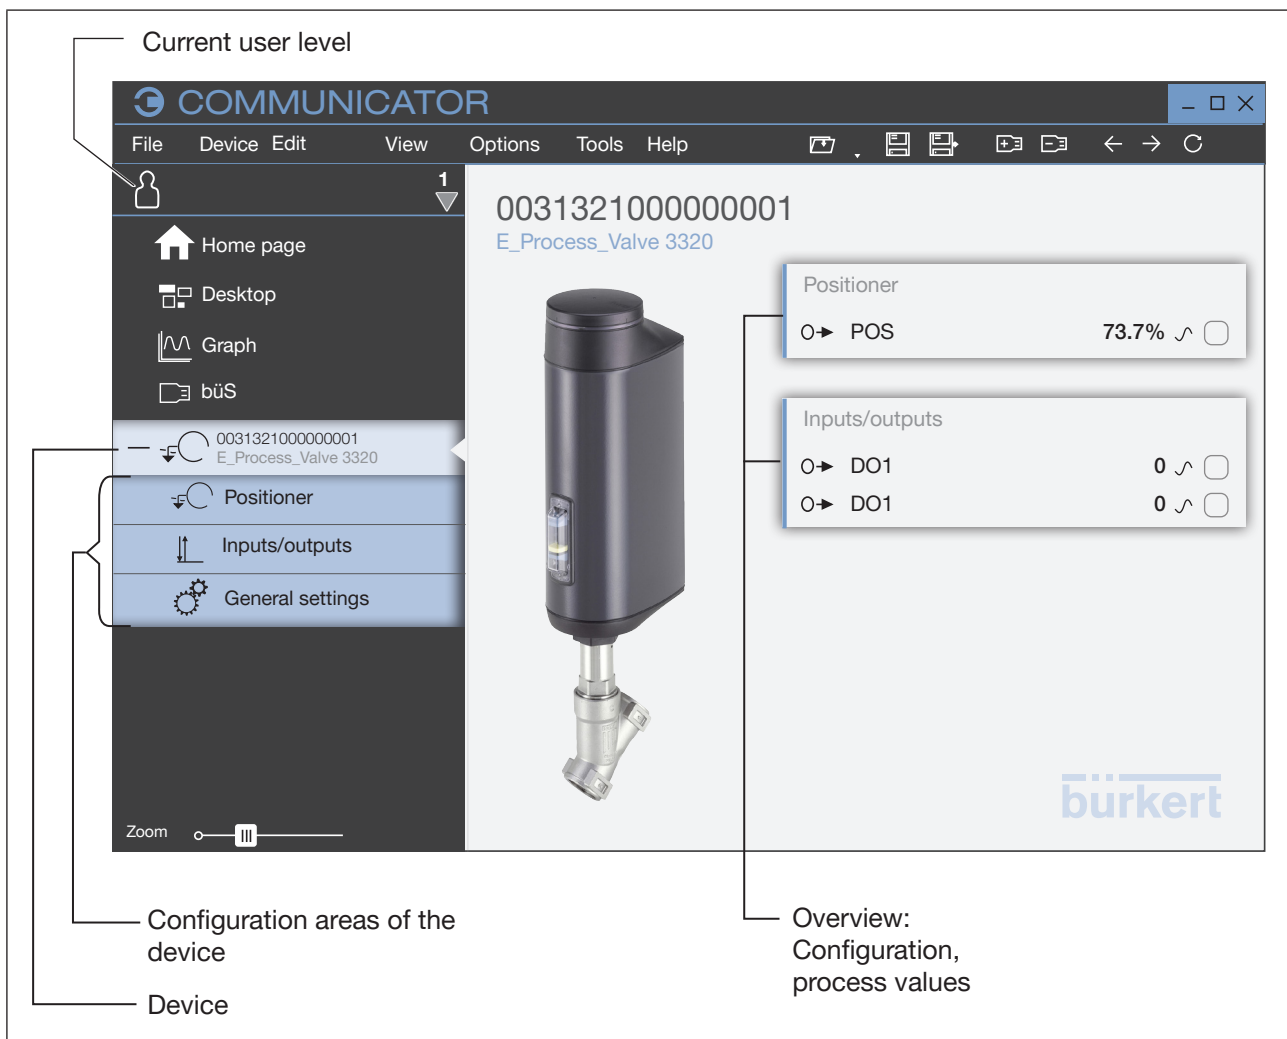 Current user level
COMMUNICATOR
File Device Edit View Options Tools Help
1
Home page
Desktop
Graph
büS
0031321000000001
E_Process_Valve 3320
Positioner
Inputs/outputs
General settings
Zoom
0031321000000001
E_Process_Valve 3320
Positioner
POS 73.7%
Inputs/outputs
DO1 0
DO1 0
bürkert
Configuration areas of the
device
Device
Overview:
Configuration,
process values